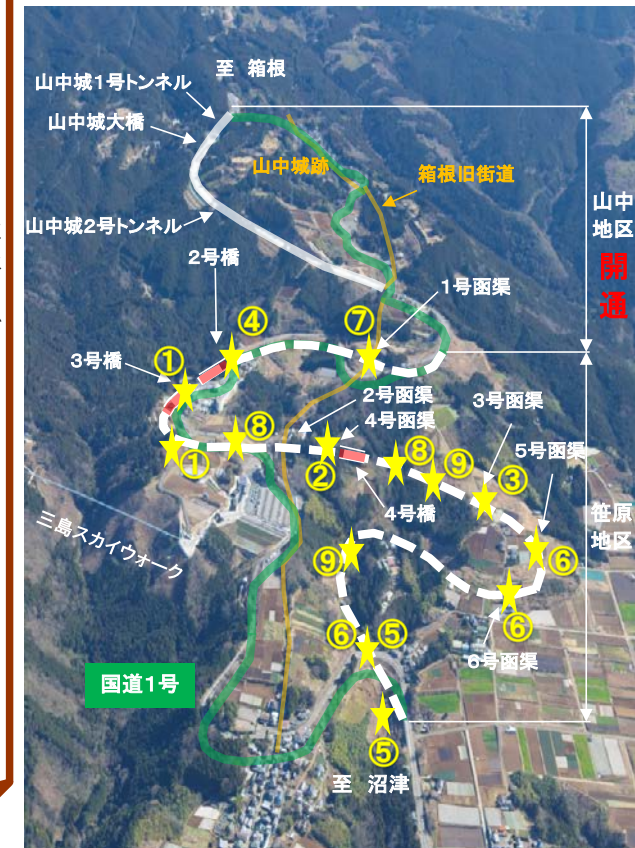 至 箱根
山中城1号トンネル
山中城大橋
山中城跡
箱根旧街道
山中
地区
開
通
山中城2号トンネル
2号橋
1号函渠
④
⑦
3号橋
①
2号函渠
4号函渠
3号函渠
5号函渠
①
⑧
②
⑧
⑨
③
4号橋
笹原
地区
三島スカイウォーク
⑨
⑥
⑥
⑥
⑤
6号函渠
国道1号
⑤
至 沼津